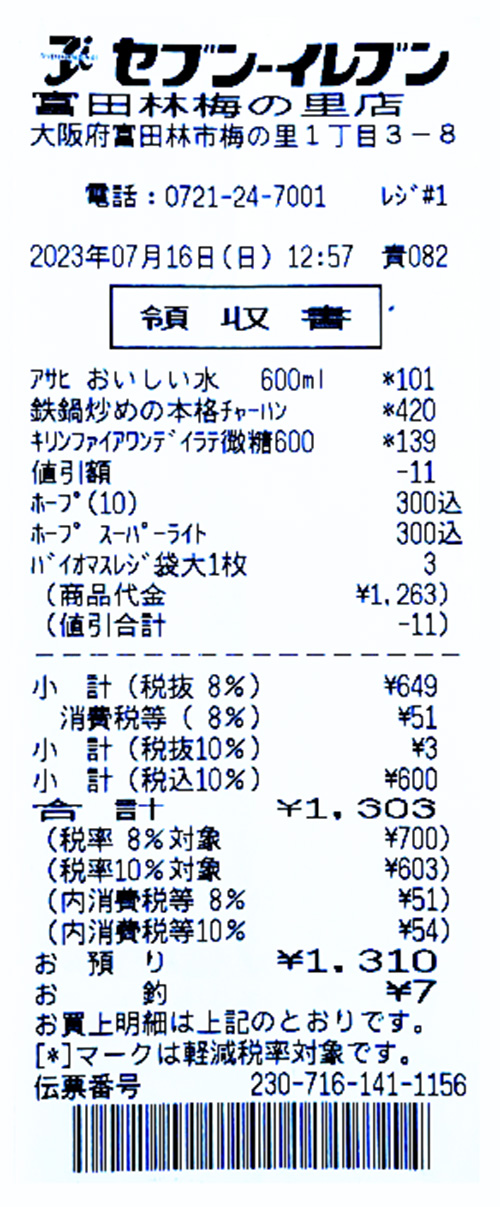 セブン-イレブン
富田林梅の里店
大阪府富田林市梅の里1丁目3-8
電話:0721-24-7001 レジ#1
2023年07月16日(日) 12:57 責082
領収書
アサヒ おいしい水 600ml *101
鉄鍋炒めの本格チャーハン *420
キリンファイアワンデイラテ微糖600 *139
値引額 -11
ホープ(10) 300込
ホープ スーパーライト 300込
バイオマスレジ袋大1枚 3
(商品代金 ¥1,263)
(値引合計 -11)
小 計(税抜 8%) ¥649
消費税等( 8%) ¥51
小 計(税抜10%) ¥3
小 計(税込10%) ¥600
合 計 ¥1,303
(税率 8%対象 ¥700)
(税率10%対象 ¥603)
(内消費税等 8% ¥51)
(内消費税等10% ¥54)
お 預 り ¥1,310
お 釣 ¥7
お買上明細は上記のとおりです。
[*]マークは軽減税率対象です。
伝票番号 230-716-141-1156